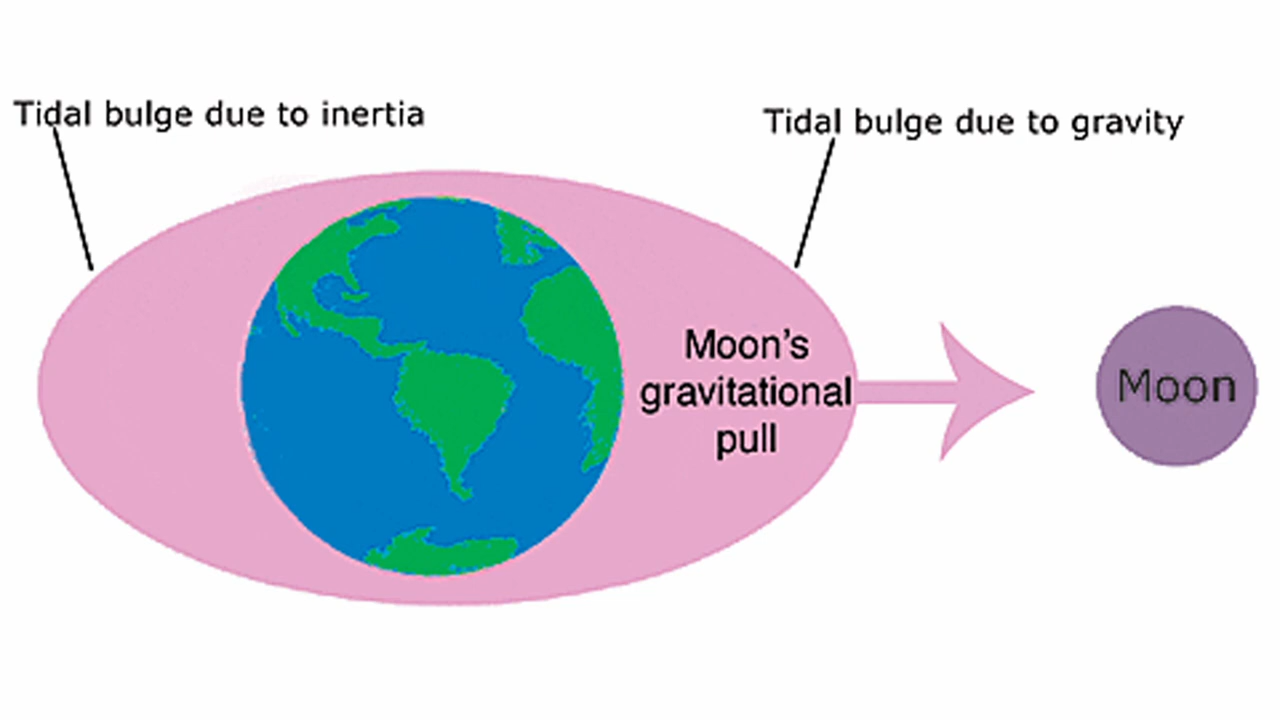 Tidal bulge due to inertia
Tidal bulge due to gravity
Moon’s
gravitational
pull
Moon